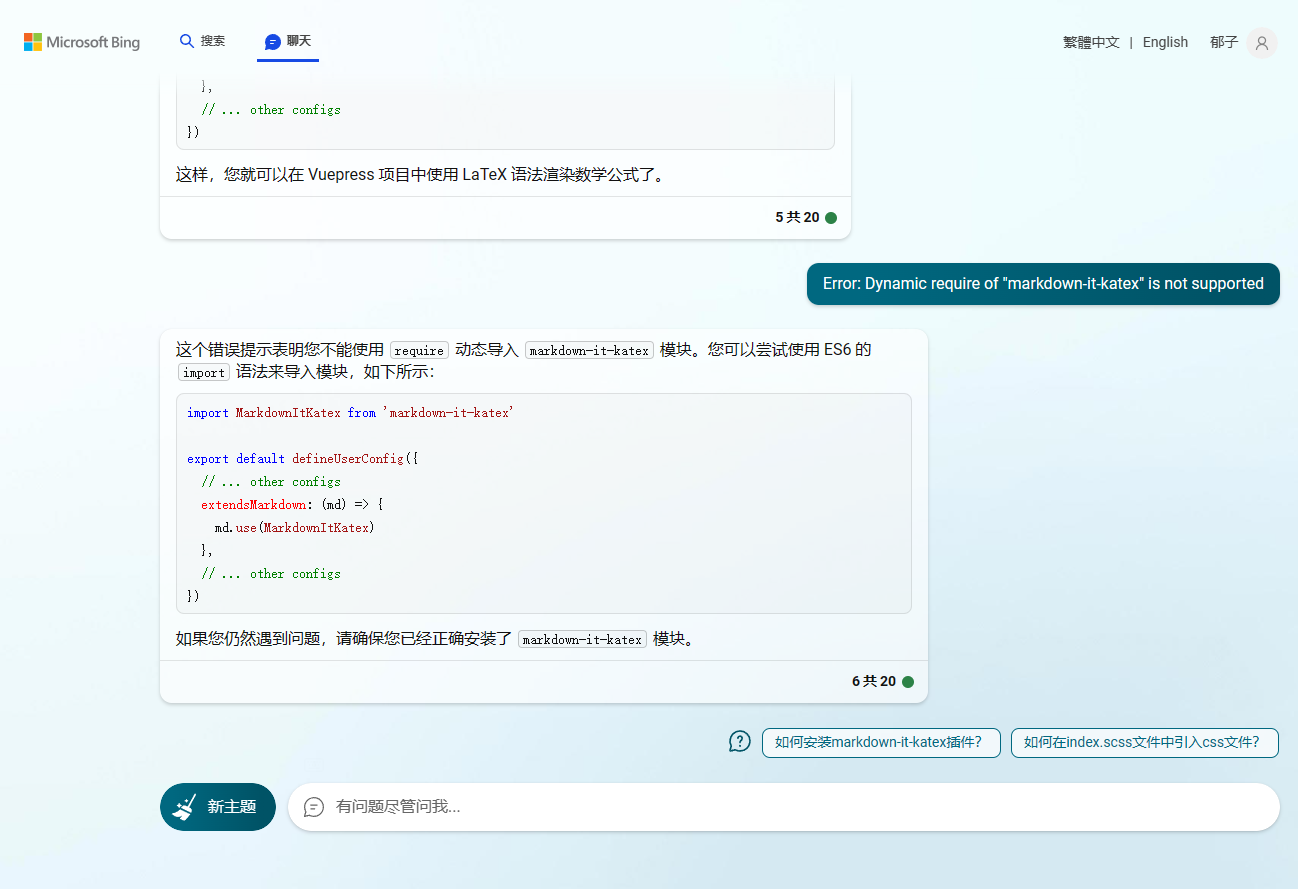 Microsoft Bing
搜索
聊天
繁體中文 | English 郁子
},
// ... other configs
})
这样，您就可以在 Vuepress 项目中使用 LaTeX 语法渲染数学公式了。
5 共 20
Error: Dynamic require of "markdown-it-katex" is not supported
这个错误提示表明您不能使用 require 动态导入 markdown-it-katex 模块。您可以尝试使用 ES6 的
import 语法来导入模块，如下所示：
import MarkdownItKatex from 'markdown-it-katex'
export default defineUserConfig({
// ... other configs
extendsMarkdown: (md) => {
md.use(MarkdownItKatex)
},
// ... other configs
})
如果您仍然遇到问题，请确保您已经正确安装了 markdown-it-katex 模块。
6 共 20
如何安装markdown-it-katex插件？
如何在index.scss文件中引入css文件？
新主题
有问题尽管问我...